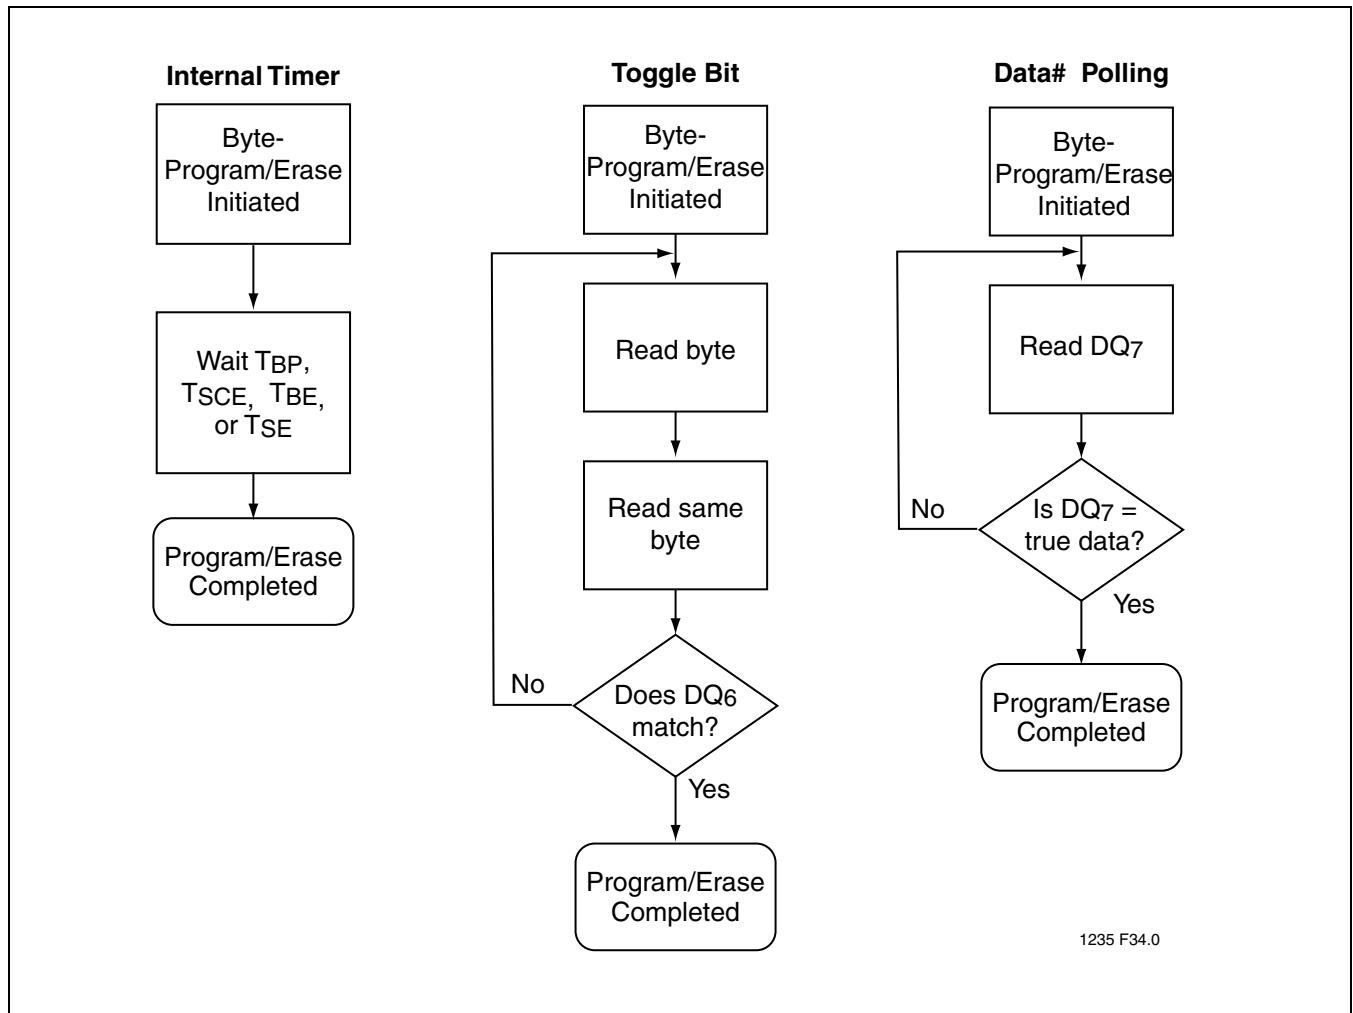 Internal Timer
Byte-
Program/Erase
Initiated
Wait TBP,
TSCE, TBE,
or TSE
Program/Erase
Completed
Toggle Bit
Byte-
Program/Erase
Initiated
Read byte
Read same
byte
Does DQ6
match?
No
Yes
Program/Erase
Completed
Data# Polling
Byte-
Program/Erase
Initiated
Read DQ7
Is DQ7 =
true data?
No
Yes
Program/Erase
Completed
1235 F34.0